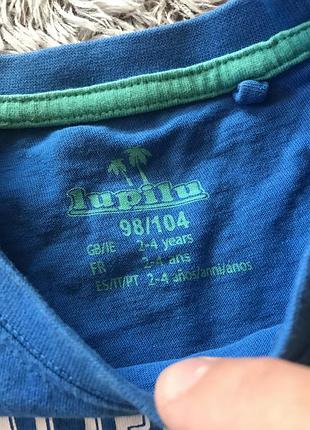 lupilu
98/104
GB/IE 2-4 years
FR 2-4 ans
ES/IT/PT 2-4 años/anni/anos